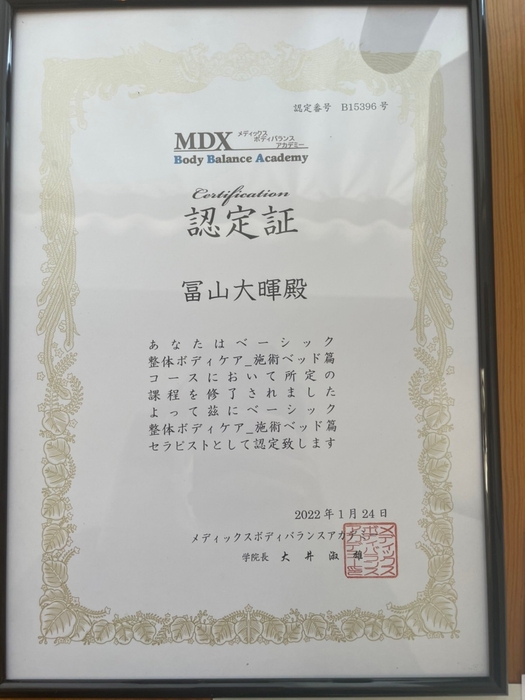 認定番号 B15396号
MDX メディックス
ボディバランス
アカデミー
Body Balance Academy
Certification
認定証
冨山大暉殿
あなたはベーシック
整体ボディケア_施術ベッド篇
コースにおいて所定の
課程を修了されました
よって茲にベーシック
整体ボディケア_施術ベッド篇
セラピストとして認定致します
2022年1月24日
メディックスボディバランスアカデミー
学院長 大井淑雄